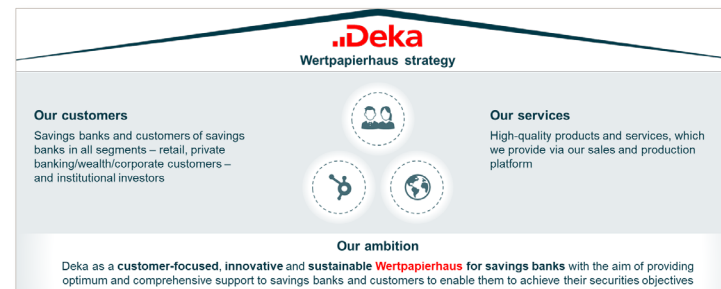 Deka
Wertpapierhaus strategy
Our customers
Savings banks and customers of savings
banks in all segments – retail, private
banking/wealth/corporate customers –
and institutional investors
Our services
High-quality products and services, which
we provide via our sales and production
platform
Our ambition
Deka as a customer-focused, innovative and sustainable Wertpapierhaus for savings banks with the aim of providing
optimum and comprehensive support to savings banks and customers to enable them to achieve their securities objectives